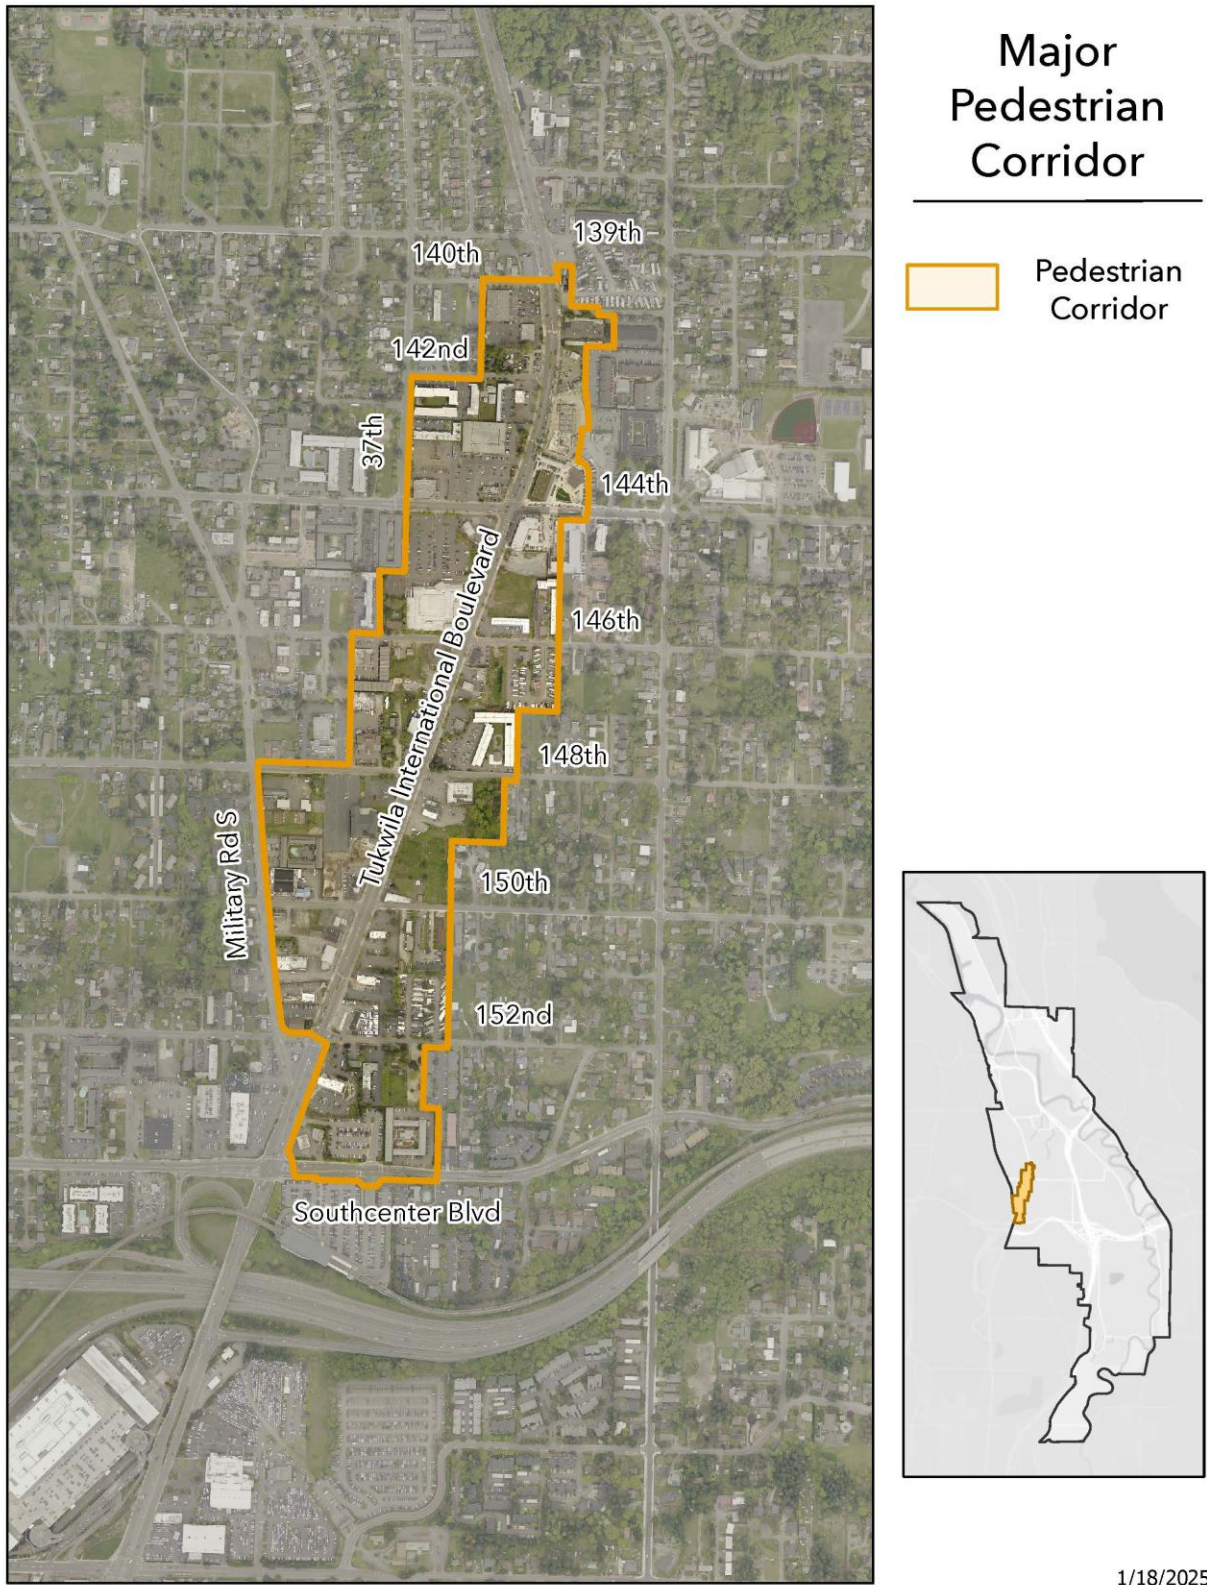 Major
Pedestrian
Corridor
Pedestrian
Corridor
139th
140th
142nd
37th
144th
Tukwila International Boulevard
146th
148th
Military Rd S
150th
152nd
Southcenter Blvd
1/18/2025